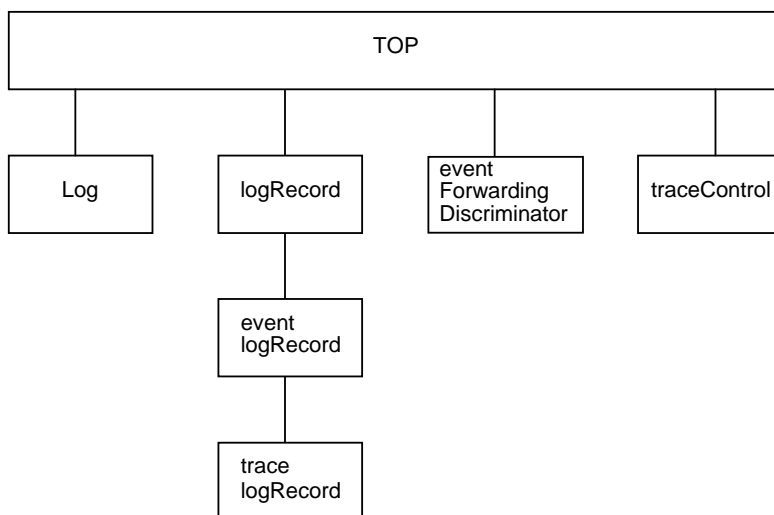 TOP
Log
logRecord
event
Forwarding
Discriminator
traceControl
event
logRecord
trace
logRecord